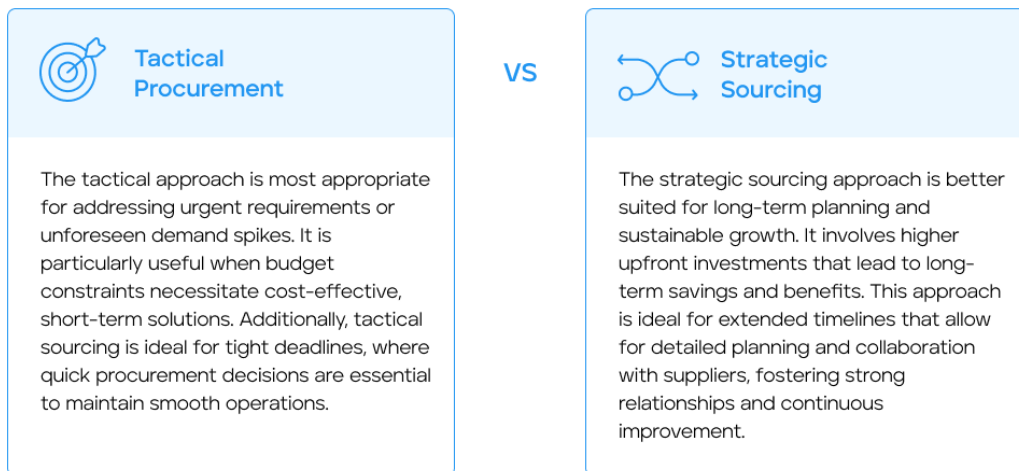 Tactical
Procurement
The tactical approach is most appropriate
for addressing urgent requirements or
unforeseen demand spikes. It is
particularly useful when budget
constraints necessitate cost-effective,
short-term solutions. Additionally, tactical
sourcing is ideal for tight deadlines, where
quick procurement decisions are essential
to maintain smooth operations.
VS
Strategic
Sourcing
The strategic sourcing approach is better
suited for long-term planning and
sustainable growth. It involves higher
upfront investments that lead to long-
term savings and benefits. This approach
is ideal for extended timelines that allow
for detailed planning and collaboration
with suppliers, fostering strong
relationships and continuous
improvement.